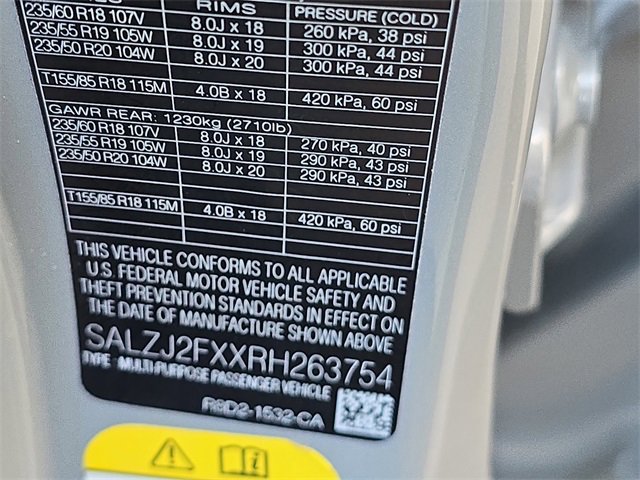 RIMS PRESSURE (COLD)
235/60 R18 107V 8.0J x 18 260 kPa, 38 psi
235/55 R19 105W 8.0J x 19 300 kPa, 44 psi
235/50 R20 104W 8.0J x 20 300 kPa, 44 psi
T155/85 R18 115M 4.0B x 18 420 kPa, 60 psi
GAWR REAR: 1230kg (2710lb)
235/60 R18 107V 8.0J x 18 270 kPa, 40 psi
235/55 R19 105W 8.0J x 19 290 kPa, 43 psi
235/50 R20 104W 8.0J x 20 290 kPa, 43 psi
T155/85 R18 115M 4.0B x 18 420 kPa, 60 psi
THIS VEHICLE CONFORMS TO ALL APPLICABLE
U.S. FEDERAL MOTOR VEHICLE SAFETY AND
THEFT PREVENTION STANDARDS IN EFFECT ON
THE DATE OF MANUFACTURE SHOWN ABOVE
SALZJ2FXXRH263754
TYPE: MULTI PURPOSE PASSENGER VEHICLE
R8D2-1532-CA